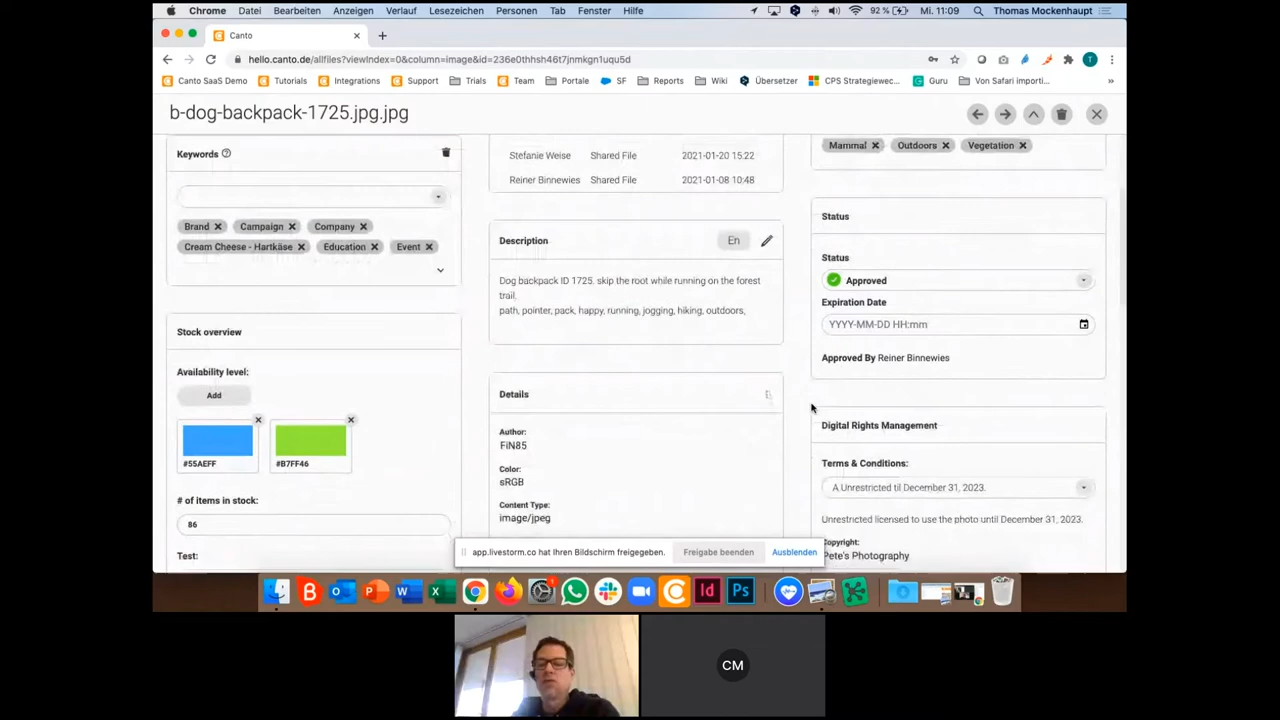 Chrome Datei Bearbeiten Anzeigen Verlauf Lesezeichen Personen Tab Fenster Hilfe 92 % Mi. 11:09 Thomas Mockenhaupt
Canto
hello.canto.de/allfiles?viewIndex=0&column=image&id=236e0thhsh46t7jnmkgn1uqu5d
Canto SaaS Demo Tutorials Integrations Support Trials SF Team Portale Reports Wiki Übersetzer CPS Strategiewec... Guru Von Safari importi... »
b-dog-backpack-1725.jpg.jpg
Keywords
Brand Campaign Company
Cream Cheese - Hartkäse Education Event
Stock overview
Availability level:
Add
#55AEFF #B7FF46
# of items in stock:
86
Test:
Stefanie Weise Shared File 2021-01-20 15:22
Reiner Binnewies Shared File 2021-01-08 10:48
Description En
Dog backpack ID 1725. skip the root while running on the forest
trail.
path, pointer, pack, happy, running, jogging, hiking, outdoors,
Details
Author:
FiN85
Color:
sRGB
Content Type:
image/jpeg
Mammal Outdoors Vegetation
Status
Status
Approved
Expiration Date
YYYY-MM-DD HH:mm
Approved By Reiner Binnewies
Digital Rights Management
Terms & Conditions:
A.Unrestricted til December 31, 2023.
Unrestricted licensed to use the photo until December 31, 2023.
Copyright:
Pete's Photography
app.livestorm.co hat Ihren Bildschirm freigegeben. Freigabe beenden Ausblenden
Id Ps
CM